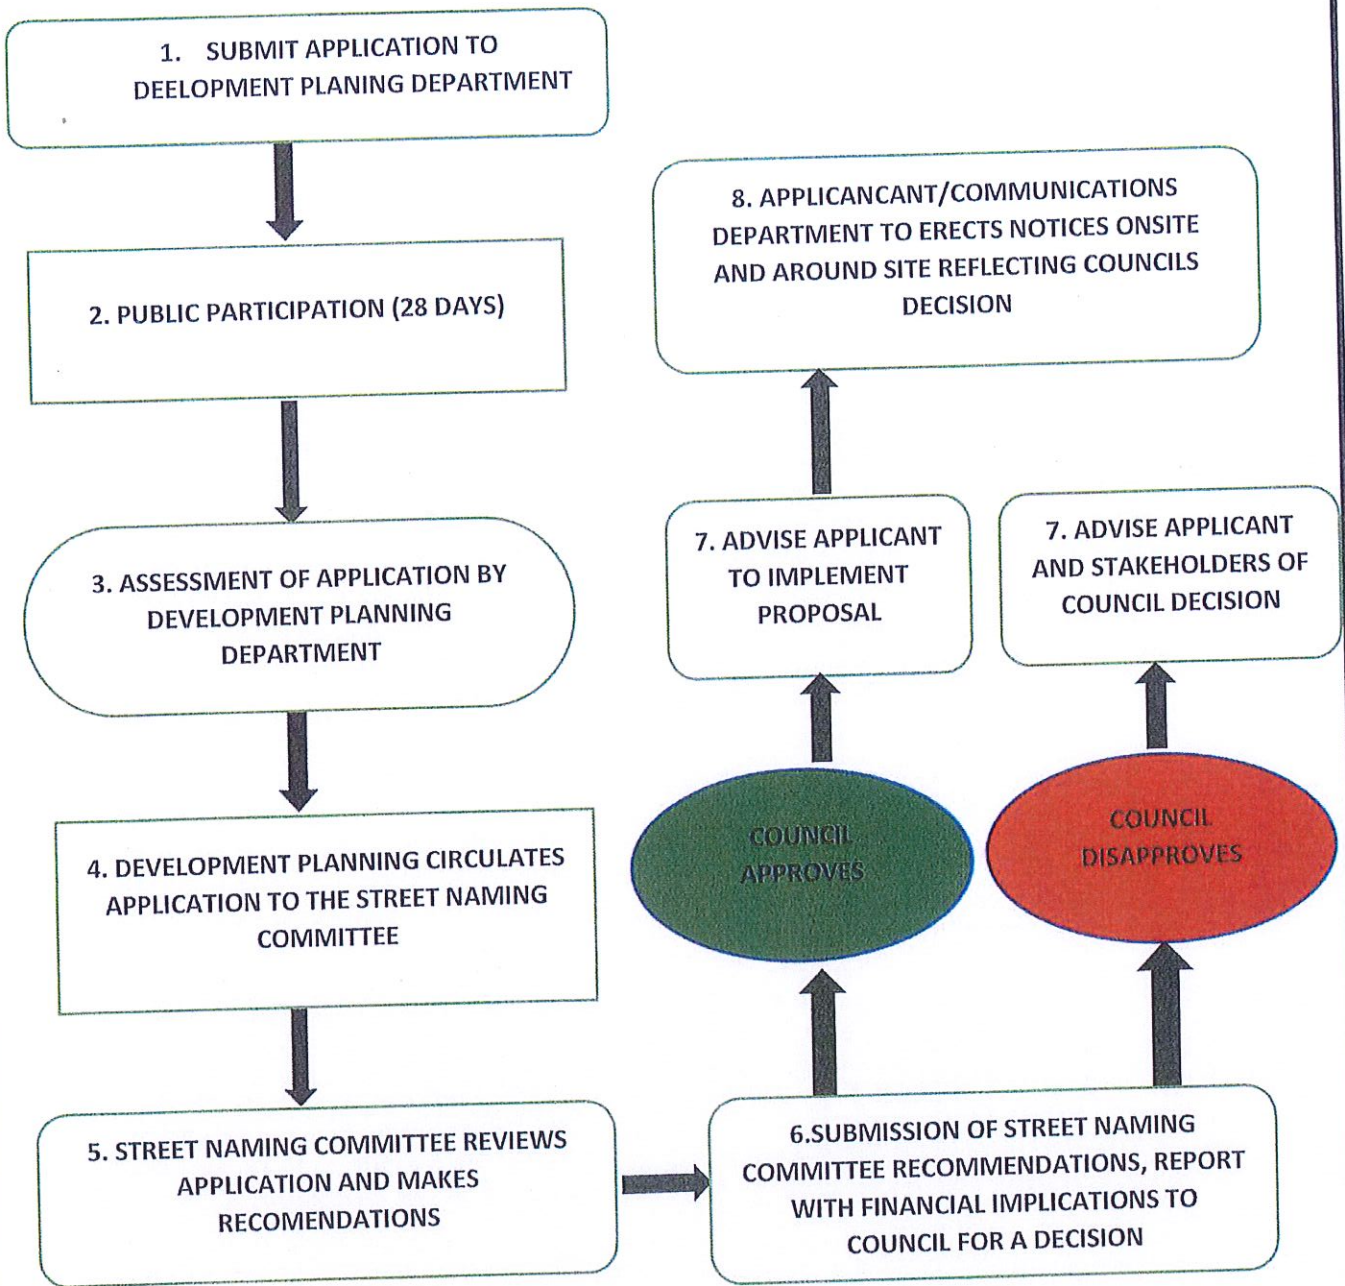 1. SUBMIT APPLICATION TO
DEELOPMENT PLANING DEPARTMENT
2. PUBLIC PARTICIPATION (28 DAYS)
3. ASSESSMENT OF APPLICATION BY
DEVELOPMENT PLANNING
DEPARTMENT
4. DEVELOPMENT PLANNING CIRCULATES
APPLICATION TO THE STREET NAMING
COMMITTEE
5. STREET NAMING COMMITTEE REVIEWS
APPLICATION AND MAKES
RECOMENDATIONS
6.SUBMISSION OF STREET NAMING
COMMITTEE RECOMMENDATIONS, REPORT
WITH FINANCIAL IMPLICATIONS TO
COUNCIL FOR A DECISION
COUNCIL
APPROVES
COUNCIL
DISAPPROVES
7. ADVISE APPLICANT
TO IMPLEMENT
PROPOSAL
7. ADVISE APPLICANT
AND STAKEHOLDERS OF
COUNCIL DECISION
8. APPLICANCANT/COMMUNICATIONS
DEPARTMENT TO ERECTS NOTICES ONSITE
AND AROUND SITE REFLECTING COUNCILS
DECISION